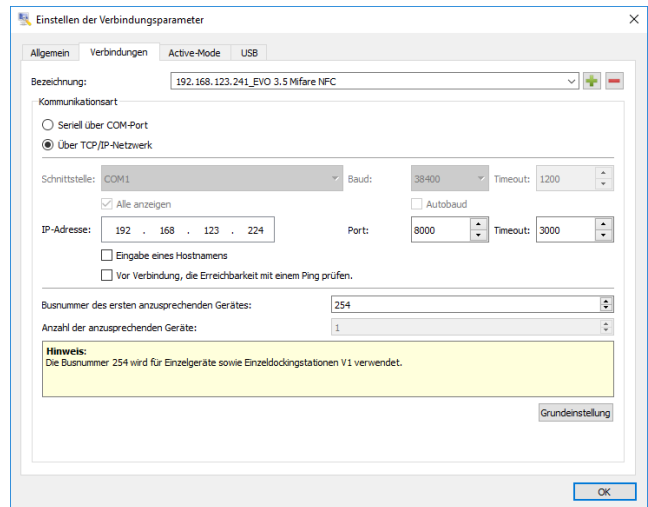 Einstellen der Verbindungsparameter
Allgemein Verbindungen Active-Mode USB
Bezeichnung: 192.168.123.241_EVO 3.5 Mifare NFC
Kommunikationsart
Seriell über COM-Port
Über TCP/IP-Netzwerk
Schnittstelle: COM1 Baud: 38400 Timeout: 1200
Alle anzeigen Autobaud
IP-Adresse: 192 . 168 . 123 . 224 Port: 8000 Timeout: 3000
Eingabe eines Hostnamens
Vor Verbindung, die Erreichbarkeit mit einem Ping prüfen.
Busnummer des ersten anzusprechenden Gerätes: 254
Anzahl der anzusprechenden Geräte: 1
Hinweis:
Die Busnummer 254 wird für Einzelgeräte sowie Einzeldockingstationen V1 verwendet.
Grundeinstellung
OK